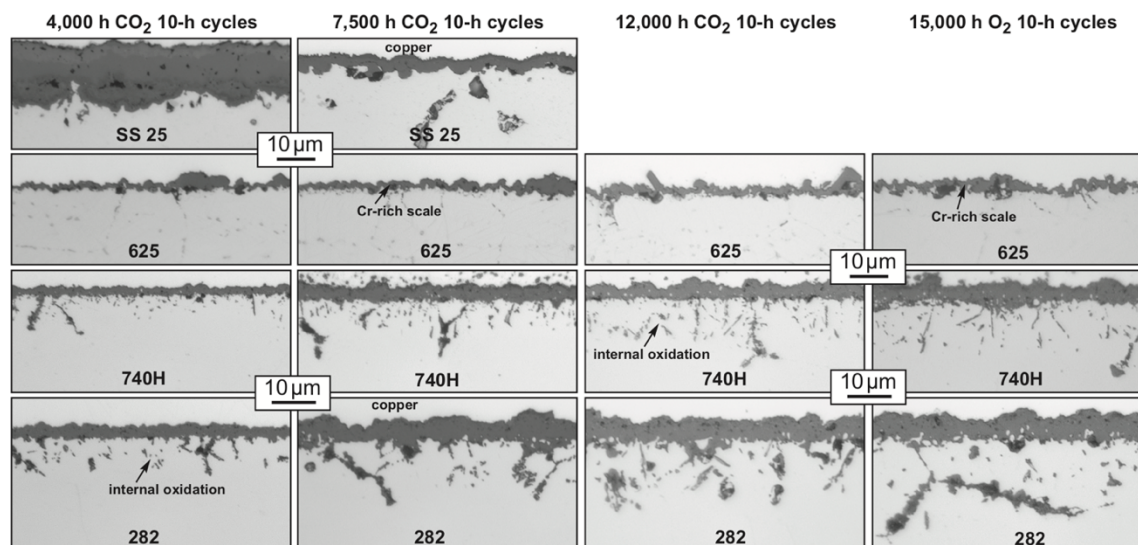 4,000 h CO₂ 10-h cycles
7,500 h CO₂ 10-h cycles
12,000 h CO₂ 10-h cycles
15,000 h O₂ 10-h cycles
copper
SS 25
SS 25
10 µm
Cr-rich scale
Cr-rich scale
625
625
625
625
10 µm
internal oxidation
740H
740H
740H
740H
10 µm
10 µm
copper
internal oxidation
282
282
282
282